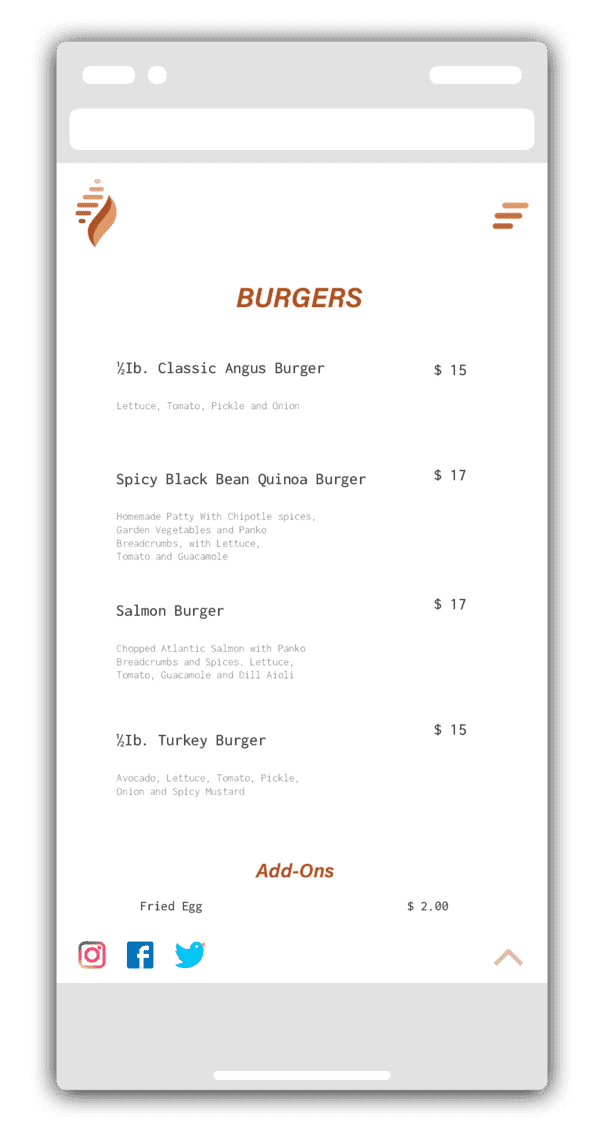 BURGERS
½Ib. Classic Angus Burger $ 15
Lettuce, Tomato, Pickle and Onion
Spicy Black Bean Quinoa Burger $ 17
Homemade Patty With Chipotle spices,
Garden Vegetables and Panko
Breadcrumbs, with Lettuce,
Tomato and Guacamole
Salmon Burger $ 17
Chopped Atlantic Salmon with Panko
Breadcrumbs and Spices. Lettuce,
Tomato, Guacamole and Dill Aioli
½Ib. Turkey Burger $ 15
Avocado, Lettuce, Tomato, Pickle,
Onion and Spicy Mustard
Add-Ons
Fried Egg $ 2.00